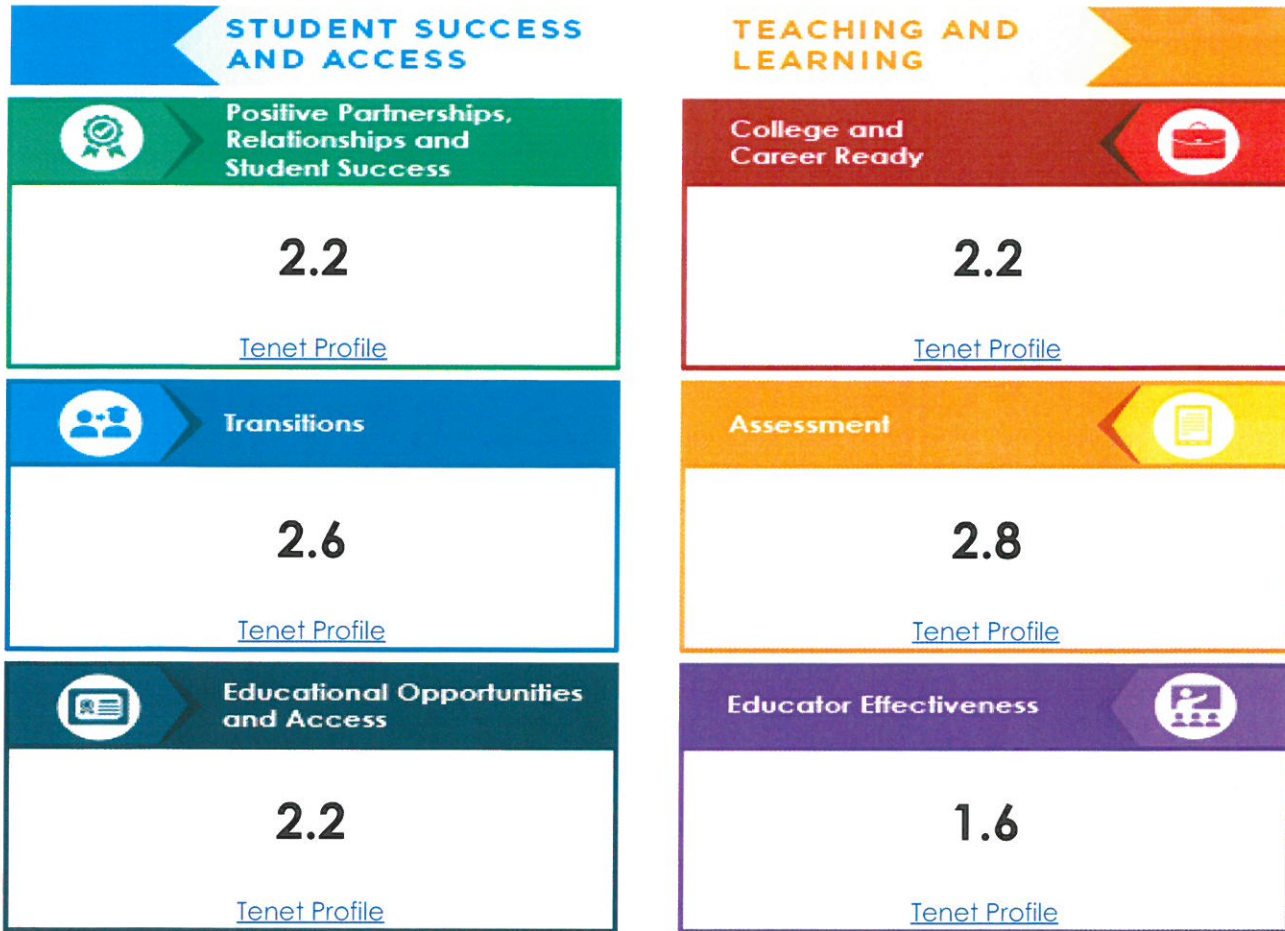 STUDENT SUCCESS
AND ACCESS
Positive Partnerships,
Relationships and
Student Success
2.2
Tenet Profile
Transitions
2.6
Tenet Profile
Educational Opportunities
and Access
2.2
Tenet Profile
TEACHING AND
LEARNING
College and
Career Ready
2.2
Tenet Profile
Assessment
2.8
Tenet Profile
Educator Effectiveness
1.6
Tenet Profile